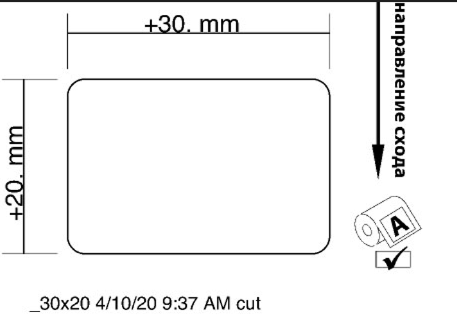 +30. mm
направление схода
+20. mm
A
_30x20 4/10/20 9:37 AM cut